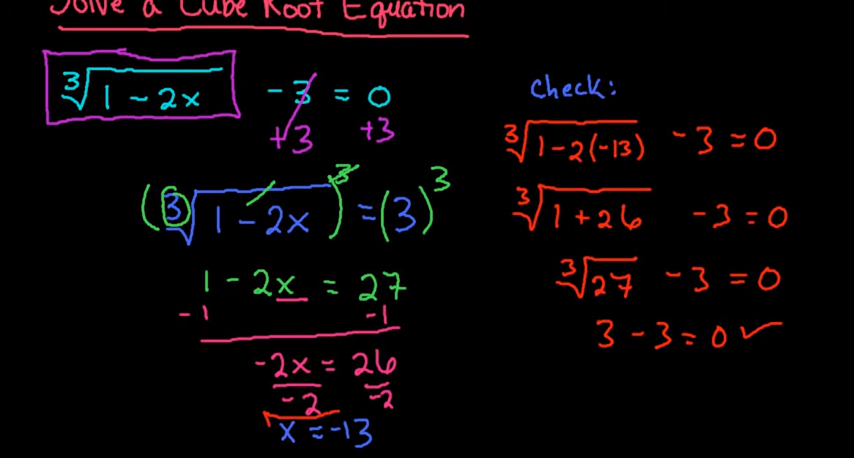 Solve a Cube Root Equation
∛(1 - 2x) - 3 = 0
+3 +3
(∛(1 - 2x))³ = (3)³
1 - 2x = 27
-1 -1
-2x = 26
-2 -2
x = -13
Check:
∛(1 - 2(-13)) - 3 = 0
∛(1 + 26) - 3 = 0
∛27 - 3 = 0
3 - 3 = 0 ✓